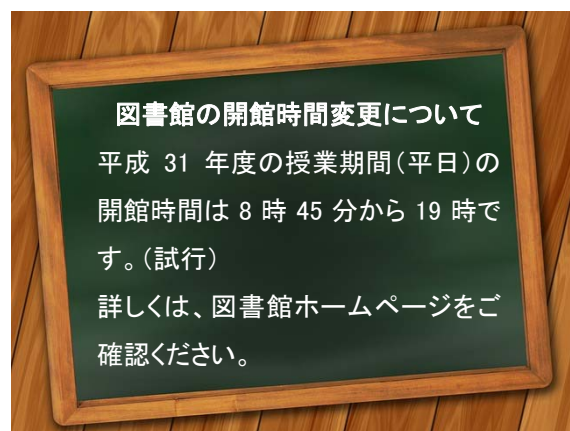 図書館の開館時間変更について
平成 31 年度の授業期間(平日)の
開館時間は 8 時 45 分から 19 時で
す。(試行)
詳しくは、図書館ホームページをご
確認ください。